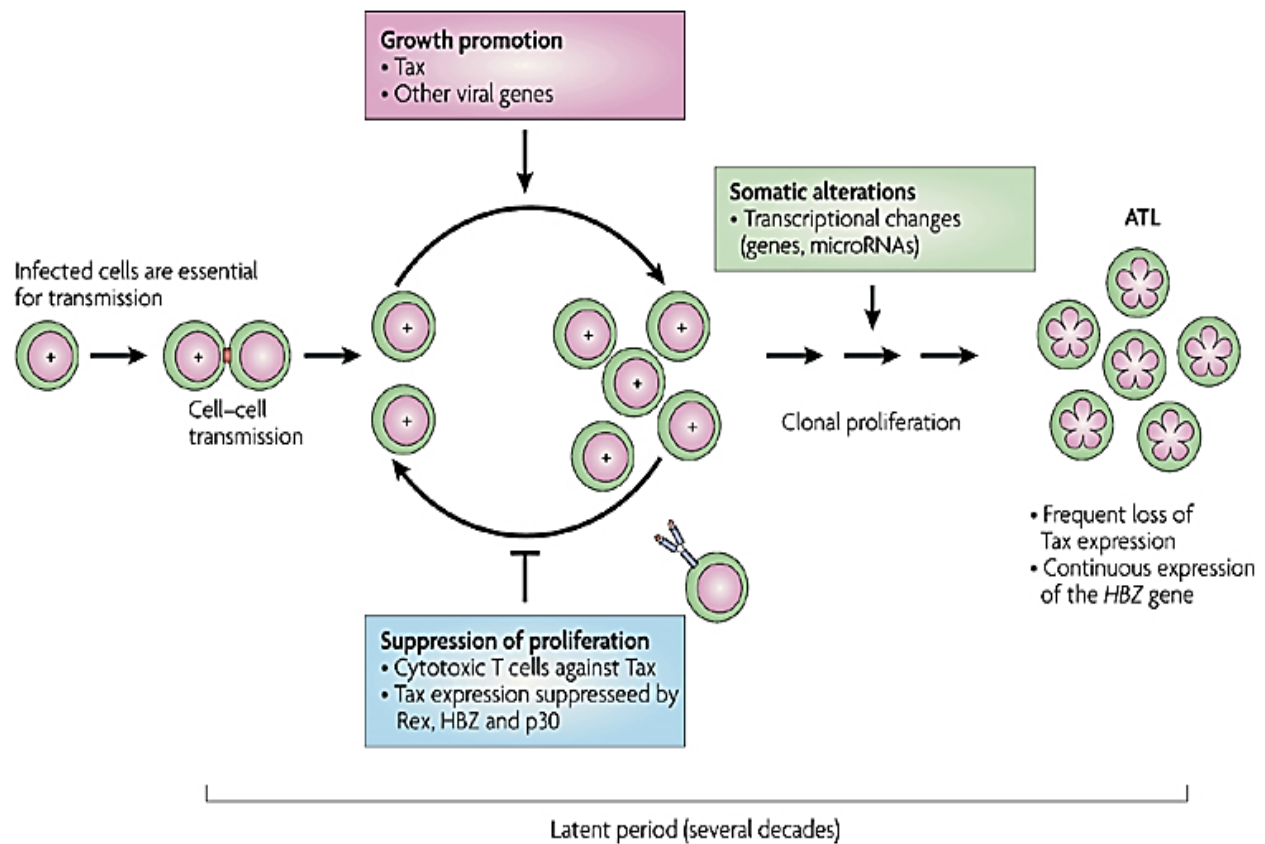 Growth promotion
• Tax
• Other viral genes
Somatic alterations
• Transcriptional changes
(genes, microRNAs)
ATL
Infected cells are essential
for transmission
+
+
+
+
+
+
+
+
+
Cell–cell
transmission
Clonal proliferation
• Frequent loss of
Tax expression
• Continuous expression
of the HBZ gene
Suppression of proliferation
• Cytotoxic T cells against Tax
• Tax expression suppresseed by
Rex, HBZ and p30
Latent period (several decades)